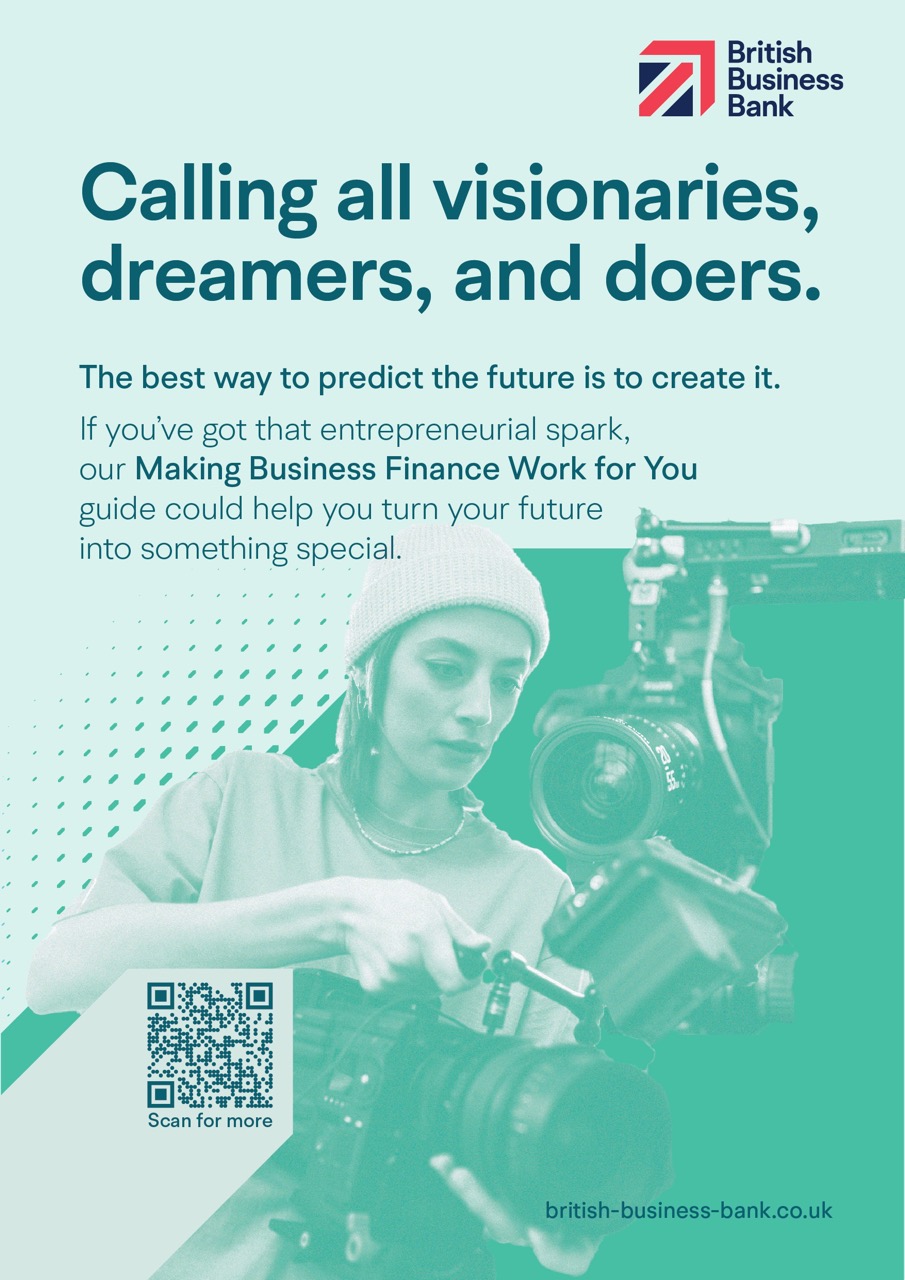 British
Business
Bank
Calling all visionaries,
dreamers, and doers.
The best way to predict the future is to create it.
If you’ve got that entrepreneurial spark,
our Making Business Finance Work for You
guide could help you turn your future
into something special.
Scan for more
british-business-bank.co.uk